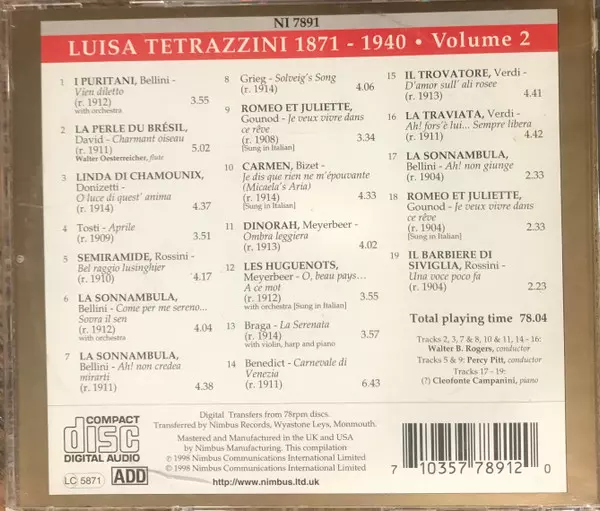 NI 7891
LUISA TETRAZZINI 1871 - 1940 • Volume 2
1 I PURITANI, Bellini -
Vien diletto
(r. 1912) 3.55
with orchestra
2 LA PERLE DU BRÉSIL,
David - Charmant oiseau
(r. 1911) 5.02
Walter Oesterreicher, flute
3 LINDA DI CHAMOUNIX,
Donizetti -
O luce di quest' anima
(r. 1914) 4.37
4 Tosti - Aprile
(r. 1909) 3.51
5 SEMIRAMIDE, Rossini -
Bel raggio lusinghier
(r. 1910) 4.17
6 LA SONNAMBULA,
Bellini - Come per me sereno...
Sovra il sen
(r. 1912) 4.04
with orchestra
7 LA SONNAMBULA,
Bellini - Ah! non credea
mirarti
(r. 1911) 4.38
8 Grieg - Solveig's Song
(r. 1914) 4.06
9 ROMEO ET JULIETTE,
Gounod - Je veux vivre dans
ce rêve
(r. 1908) 3.34
[Sung in Italian]
10 CARMEN, Bizet -
Je dis que rien ne m'épouvante
(Micaela's Aria)
(r. 1914) 4.33
[Sung in Italian]
11 DINORAH, Meyerbeer -
Ombra leggiera
(r. 1913) 4.02
12 LES HUGUENOTS,
Meyerbeer - O, beau pays...
A ce mot
(r. 1912) 3.55
with orchestra [Sung in Italian]
13 Braga - La Serenata
(r. 1914) 3.57
with violin, harp and piano
14 Benedict - Carnevale di
Venezia
(r. 1911) 6.43
15 IL TROVATORE, Verdi -
D'amor sull' ali rosee
(r. 1913) 4.41
16 LA TRAVIATA, Verdi -
Ah! fors'è lui... Sempre libera
(r. 1911) 4.42
17 LA SONNAMBULA,
Bellini - Ah! non giunge
(r. 1904) 2.33
18 ROMEO ET JULIETTE,
Gounod - Je veux vivre dans
ce rêve
(r. 1904) 2.33
[Sung in Italian]
19 IL BARBIERE DI
SIVIGLIA, Rossini -
Una voce poco fa
(r. 1904) 2.23
Total playing time 78.04
Tracks 2, 3, 7 & 8, 10 & 11, 14 - 16:
Walter B. Rogers, conductor
Tracks 5 & 9: Percy Pitt, conductor
Tracks 17 - 19:
(?) Cleofonte Campanini, piano
COMPACT
disc
DIGITAL AUDIO
LC 5871
ADD
Digital Transfers from 78rpm discs.
Transferred by Nimbus Records, Wyastone Leys, Monmouth.
Mastered and Manufactured in the UK and USA
by Nimbus Manufacturing. This compilation
℗ 1998 Nimbus Communications International Limited
© 1998 Nimbus Communications International Limited
http://www.nimbus.ltd.uk
7 10357 78912 0